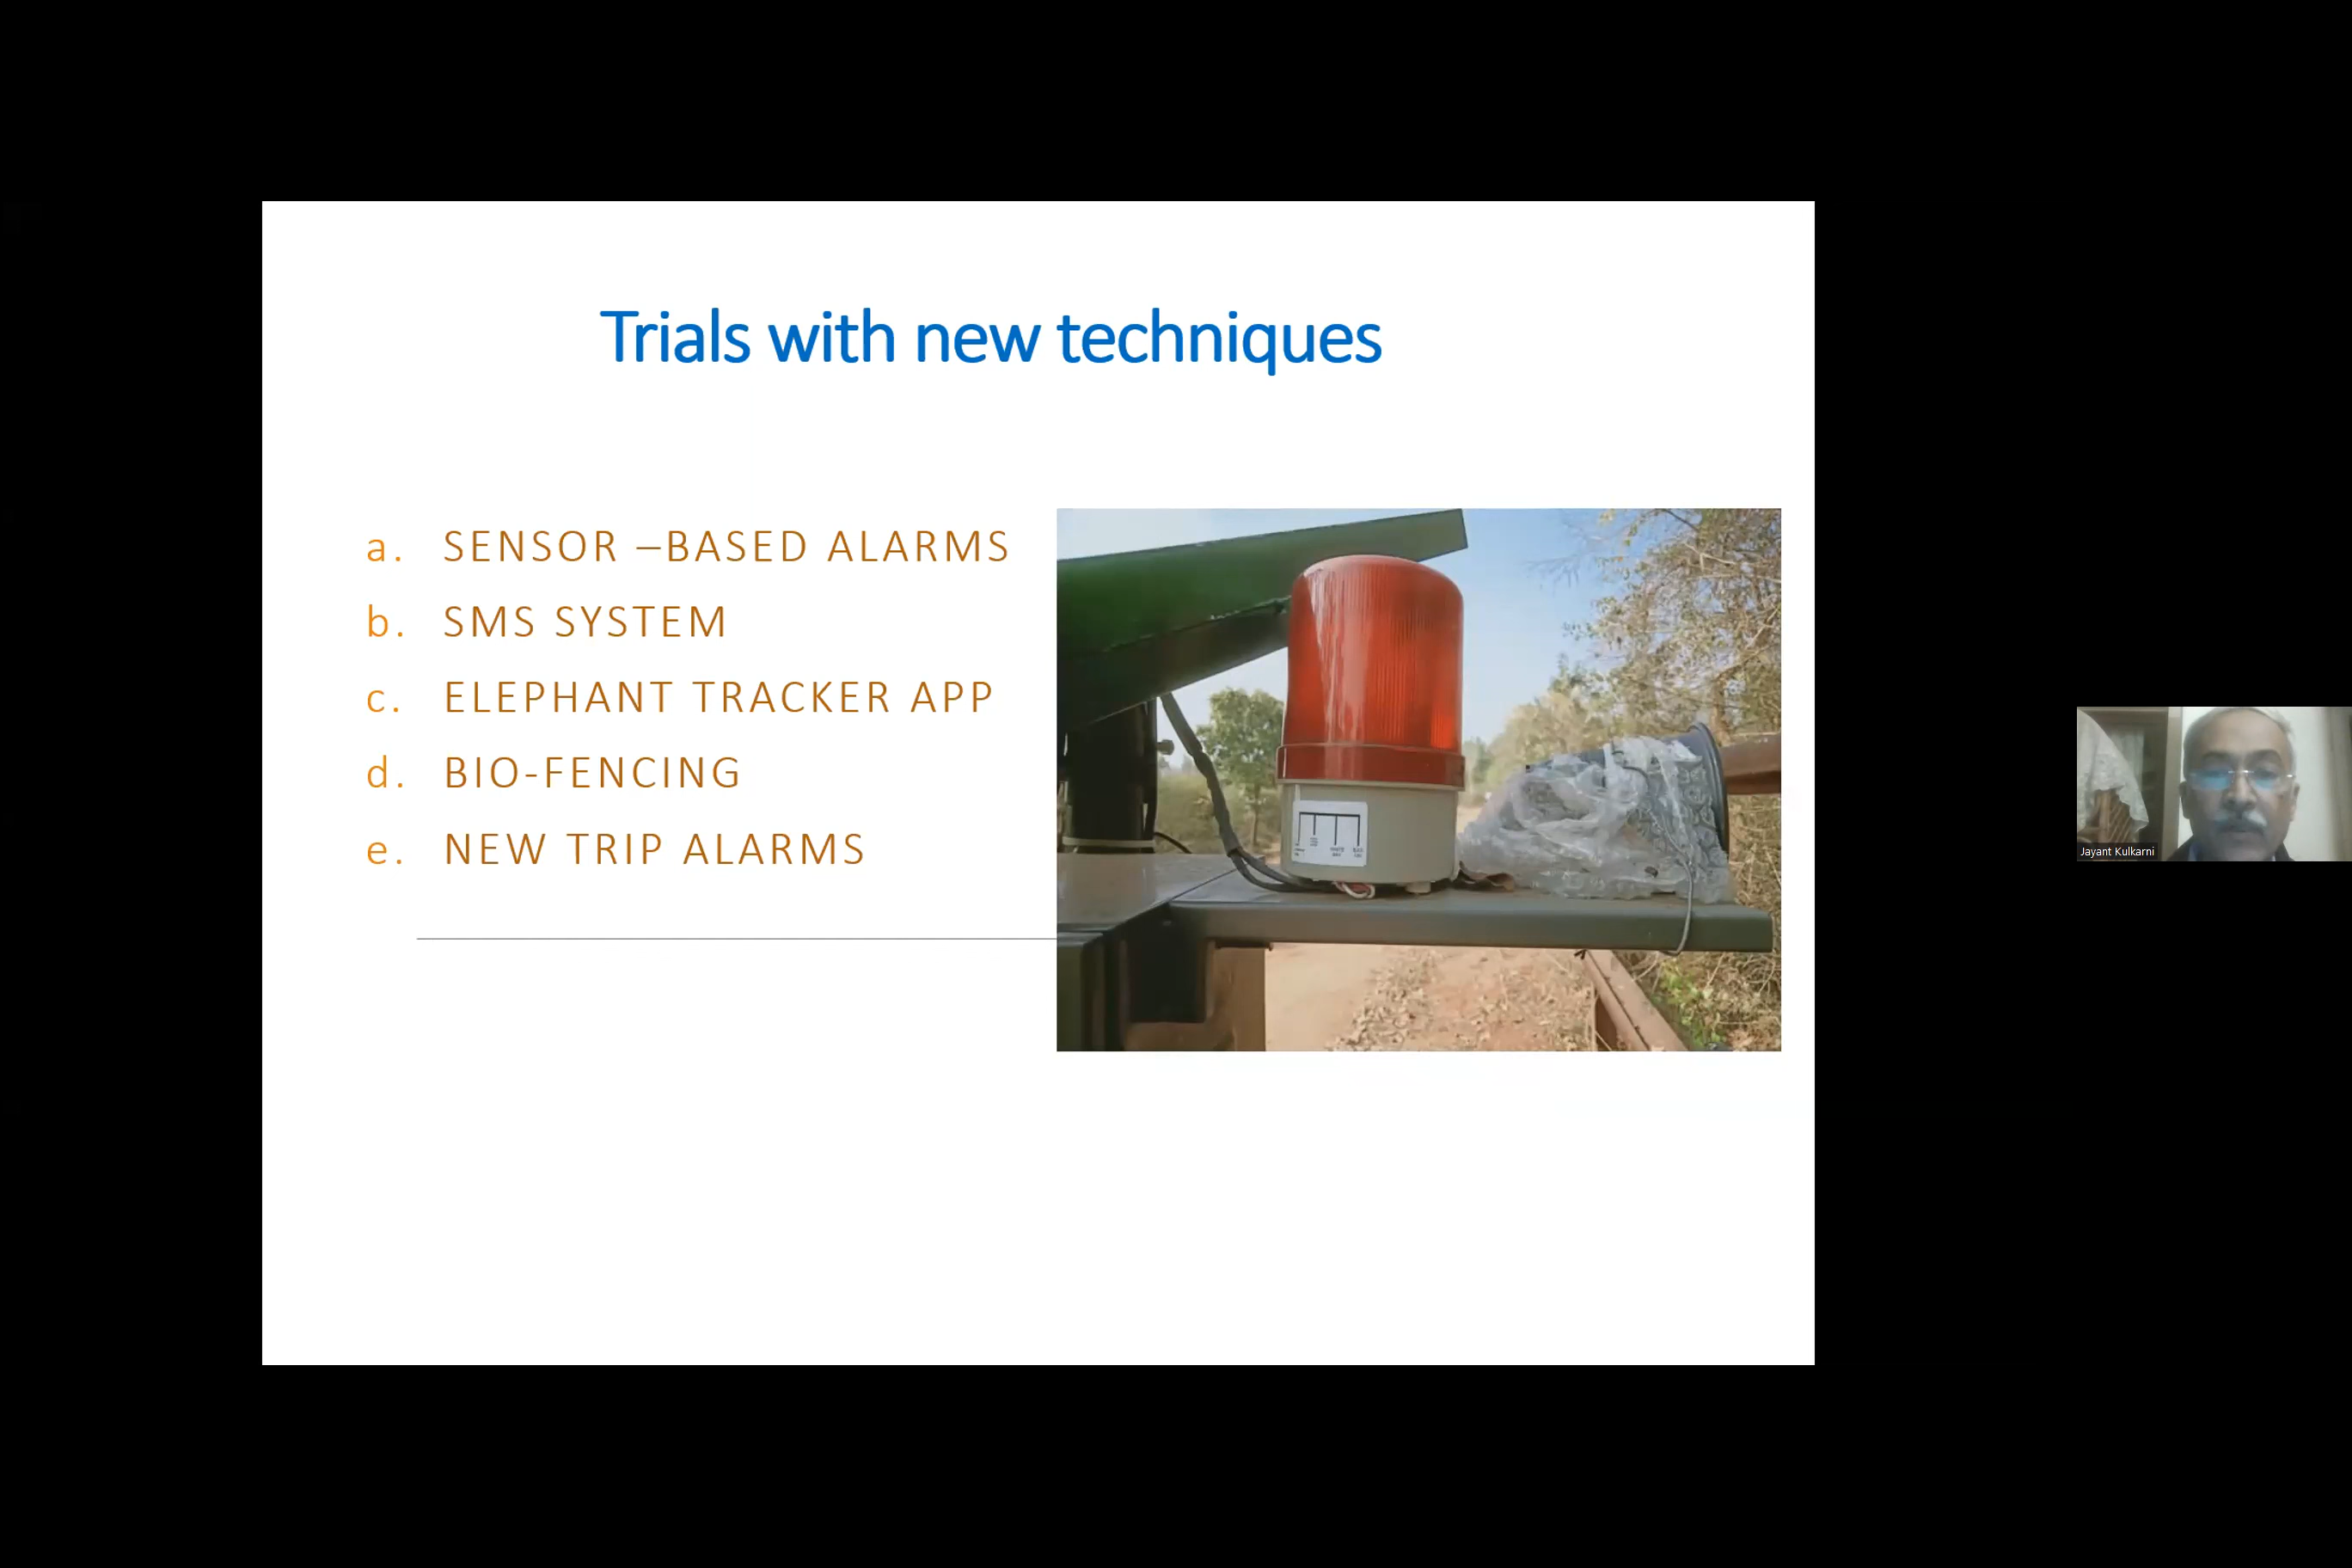 Trials with new techniques
a. SENSOR –BASED ALARMS
b. SMS SYSTEM
c. ELEPHANT TRACKER APP
d. BIO-FENCING
e. NEW TRIP ALARMS
Jayant Kulkarni